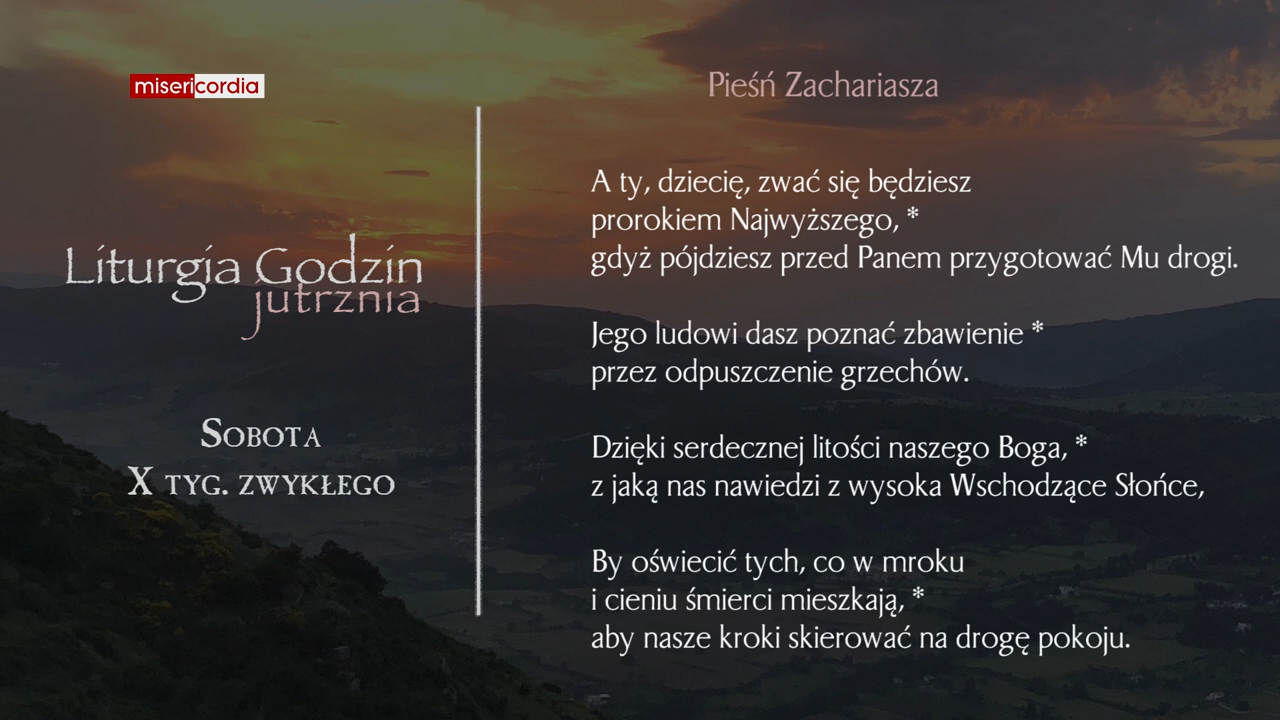 misericordia
Liturgia Godzin
jutrznia
Sobota
X tyg. zwykłego
Pieśń Zachariasza
A ty, dziecię, zwać się będziesz
prorokiem Najwyższego, *
gdyż pójdziesz przed Panem przygotować Mu drogi.
Jego ludowi dasz poznać zbawienie *
przez odpuszczenie grzechów.
Dzięki serdecznej litości naszego Boga, *
z jaką nas nawiedzi z wysoka Wschodzące Słońce,
By oświecić tych, co w mroku
i cieniu śmierci mieszkają, *
aby nasze kroki skierować na drogę pokoju.